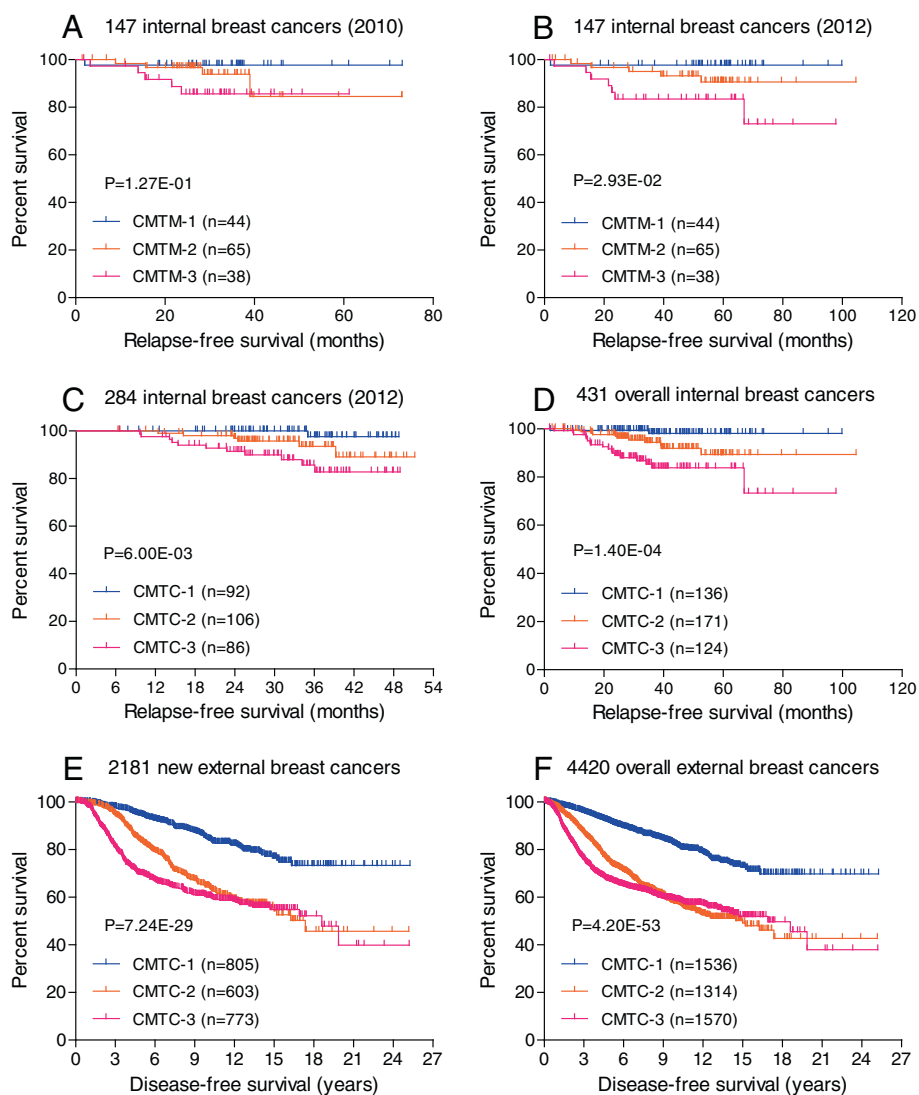 A 147 internal breast cancers (2010)
100
80
60
40
20
0
Percent survival
P=1.27E-01
CMTM-1 (n=44)
CMTM-2 (n=65)
CMTM-3 (n=38)
0 20 40 60 80
Relapse-free survival (months)
B 147 internal breast cancers (2012)
100
80
60
40
20
0
Percent survival
P=2.93E-02
CMTM-1 (n=44)
CMTM-2 (n=65)
CMTM-3 (n=38)
0 20 40 60 80 100 120
Relapse-free survival (months)
C 284 internal breast cancers (2012)
100
80
60
40
20
0
Percent survival
P=6.00E-03
CMTC-1 (n=92)
CMTC-2 (n=106)
CMTC-3 (n=86)
0 6 12 18 24 30 36 42 48 54
Relapse-free survival (months)
D 431 overall internal breast cancers
100
80
60
40
20
0
Percent survival
P=1.40E-04
CMTC-1 (n=136)
CMTC-2 (n=171)
CMTC-3 (n=124)
0 20 40 60 80 100 120
Relapse-free survival (months)
E 2181 new external breast cancers
100
80
60
40
20
0
Percent survival
P=7.24E-29
CMTC-1 (n=805)
CMTC-2 (n=603)
CMTC-3 (n=773)
0 3 6 9 12 15 18 21 24 27
Disease-free survival (years)
F 4420 overall external breast cancers
100
80
60
40
20
0
Percent survival
P=4.20E-53
CMTC-1 (n=1536)
CMTC-2 (n=1314)
CMTC-3 (n=1570)
0 3 6 9 12 15 18 21 24 27
Disease-free survival (years)